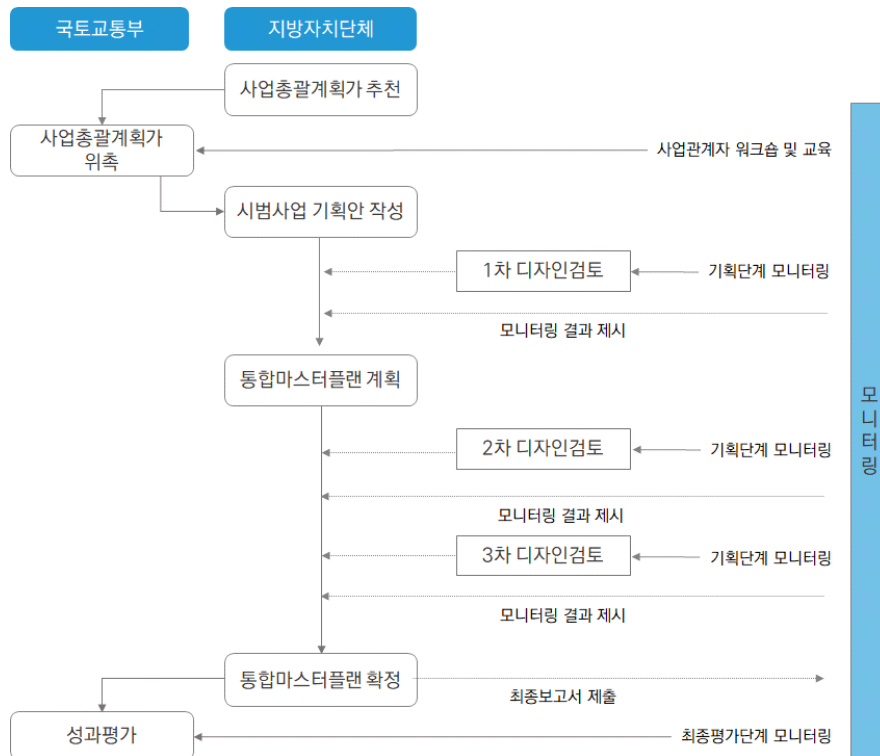 국토교통부
지방자치단체
사업총괄계획가 추천
사업총괄계획가
위촉
사업관계자 워크숍 및 교육
시범사업 기획안 작성
1차 디자인검토
기획단계 모니터링
모니터링 결과 제시
통합마스터플랜 계획
2차 디자인검토
기획단계 모니터링
모니터링 결과 제시
3차 디자인검토
기획단계 모니터링
모니터링 결과 제시
통합마스터플랜 확정
최종보고서 제출
성과평가
최종평가단계 모니터링
모
니
터
링